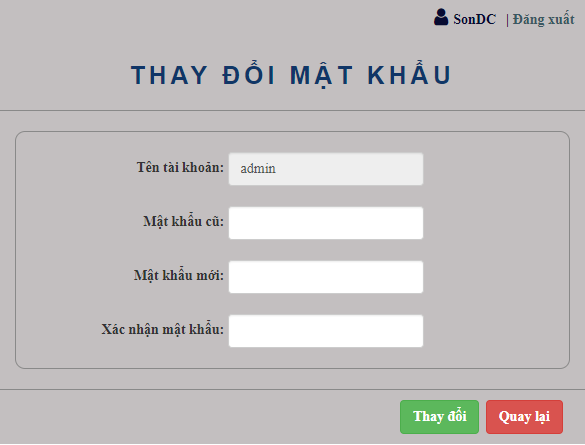 SonDC | Đăng xuất
THAY ĐỔI MẬT KHẨU
Tên tài khoản: admin
Mật khẩu cũ:
Mật khẩu mới:
Xác nhận mật khẩu:
Thay đổi Quay lại